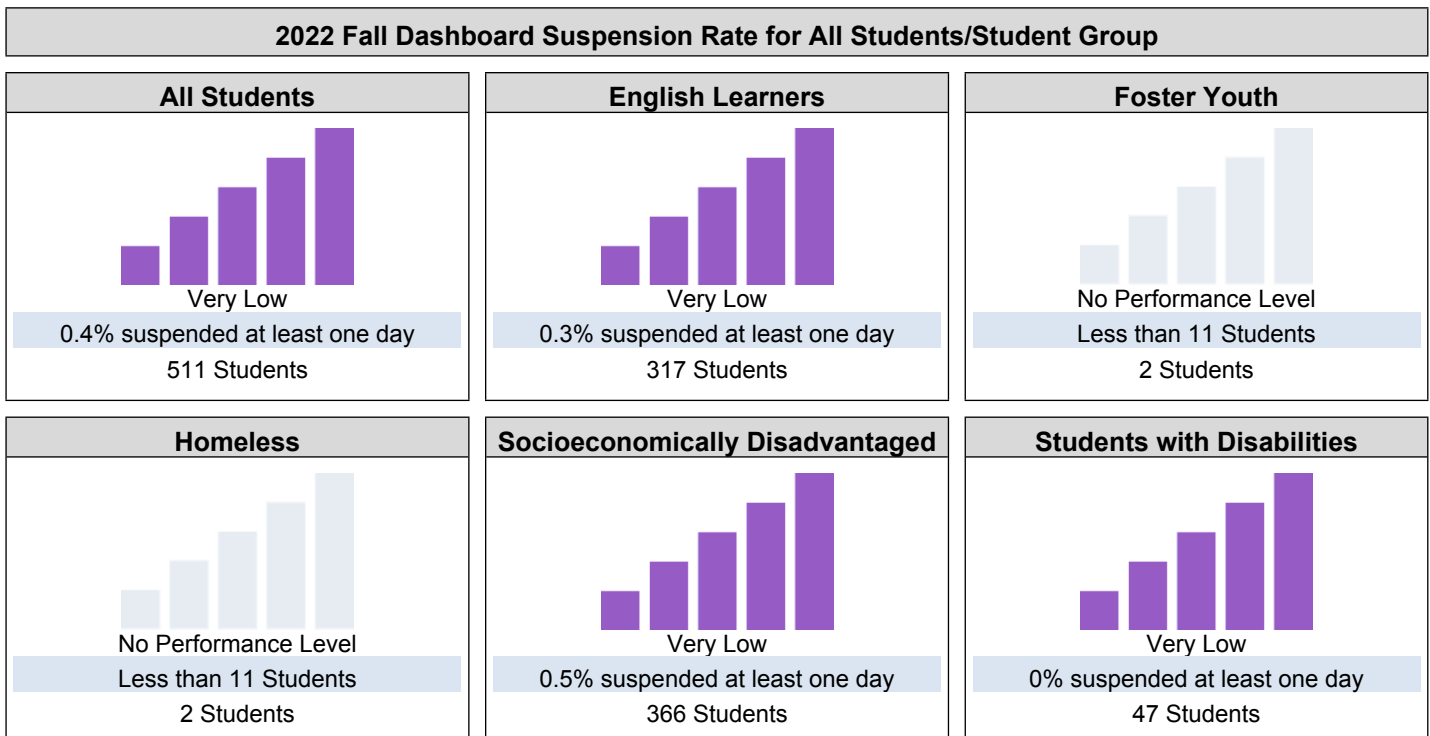 2022 Fall Dashboard Suspension Rate for All Students/Student Group
All Students
Very Low
0.4% suspended at least one day
511 Students
English Learners
Very Low
0.3% suspended at least one day
317 Students
Foster Youth
No Performance Level
Less than 11 Students
2 Students
Homeless
No Performance Level
Less than 11 Students
2 Students
Socioeconomically Disadvantaged
Very Low
0.5% suspended at least one day
366 Students
Students with Disabilities
Very Low
0% suspended at least one day
47 Students